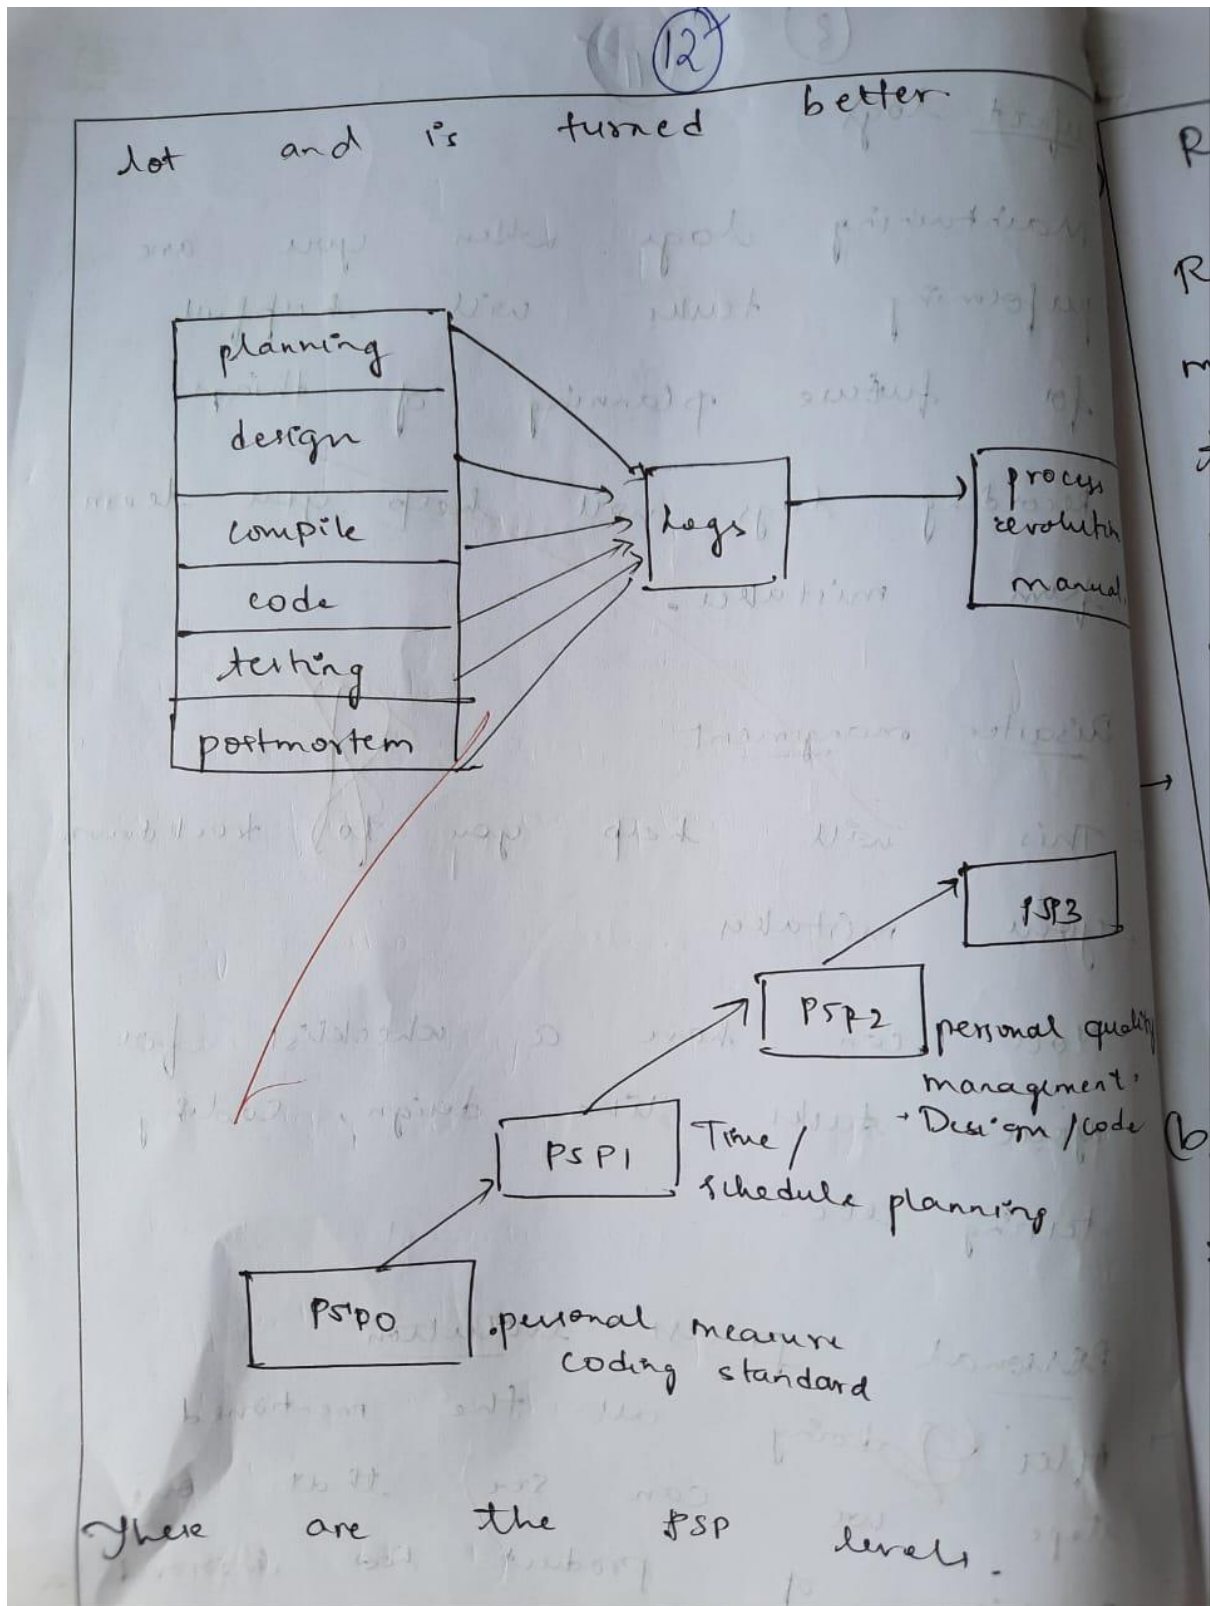 12
lot and is turned better
planning
design
compile
code
testing
postmortem
Logs
process
revolution
manual.
PSP3
PSP2
personal quality
management.
Design / code
PSP1
Time /
schedule planning
PSP0
personal measure
coding standard
These are the PSP levels.